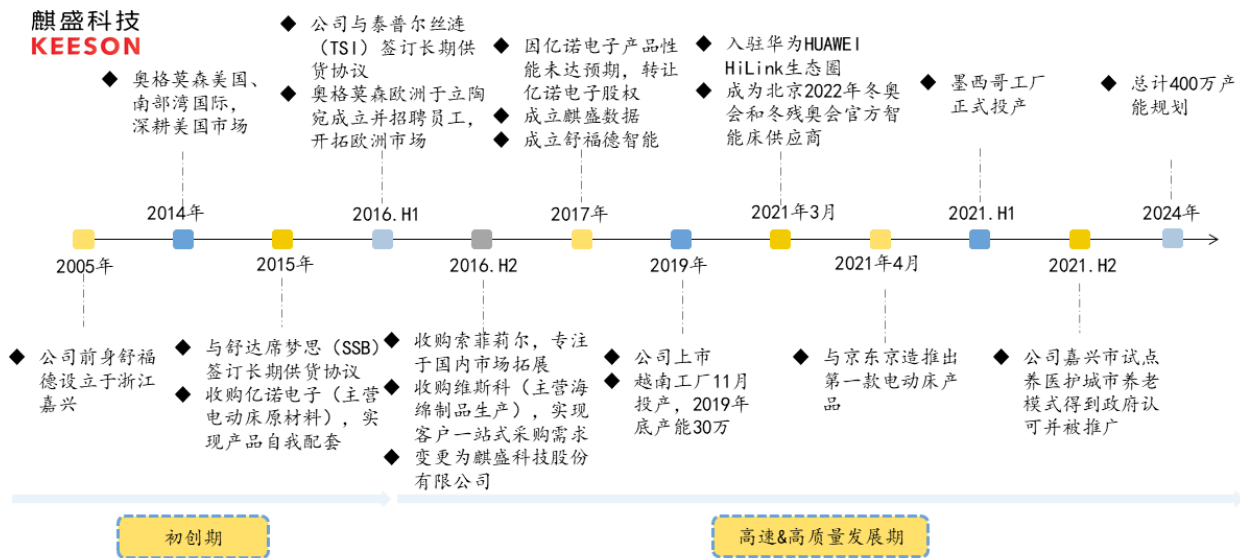 麒盛科技
KEESON
◆ 奥格莫森美国、
南部湾国际，
深耕美国市场
◆ 公司与泰普尔丝涟
（TSI）签订长期供
货协议
◆ 奥格莫森欧洲于立陶
宛成立并招聘员工，
开拓欧洲市场
◆ 因亿诺电子产品性
能未达预期，转让
亿诺电子股权
◆ 成立麒盛数据
◆ 成立舒福德智能
◆ 入驻华为HUAWEI
HiLink生态圈
◆ 成为北京2022年冬奥
会和冬残奥会官方智
能床供应商
◆ 墨西哥工厂
正式投产
◆ 总计400万产
能规划
2014年
2016.H1
2017年
2021年3月
2021.H1
2024年
2005年
2015年
2016.H2
2019年
2021年4月
2021.H2
◆ 公司前身舒福
德设立于浙江
嘉兴
◆ 与舒达席梦思（SSB）
签订长期供货协议
◆ 收购亿诺电子（主营
电动床原材料），实
现产品自我配套
◆ 收购索菲莉尔，专注
于国内市场拓展
◆ 收购维斯科（主营海
绵制品生产），实现
客户一站式采购需求
◆ 变更为麒盛科技股份
有限公司
◆ 公司上市
◆ 越南工厂11月
投产，2019年
底产能30万
◆ 与京东京造推出
第一款电动床产
品
◆ 公司嘉兴市试点
养医护城市养老
模式得到政府认
可并被推广
初创期
高速&高质量发展期